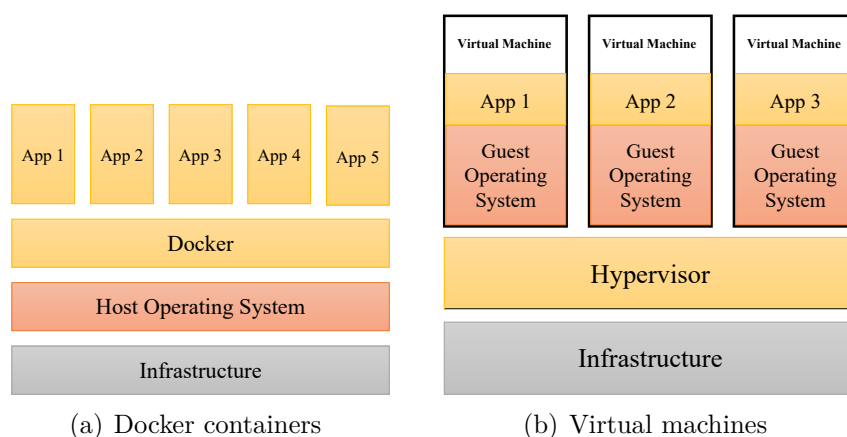 App 1
App 2
App 3
App 4
App 5
Docker
Host Operating System
Infrastructure
(a) Docker containers
Virtual Machine
App 1
Guest
Operating
System
Virtual Machine
App 2
Guest
Operating
System
Virtual Machine
App 3
Guest
Operating
System
Hypervisor
Infrastructure
(b) Virtual machines